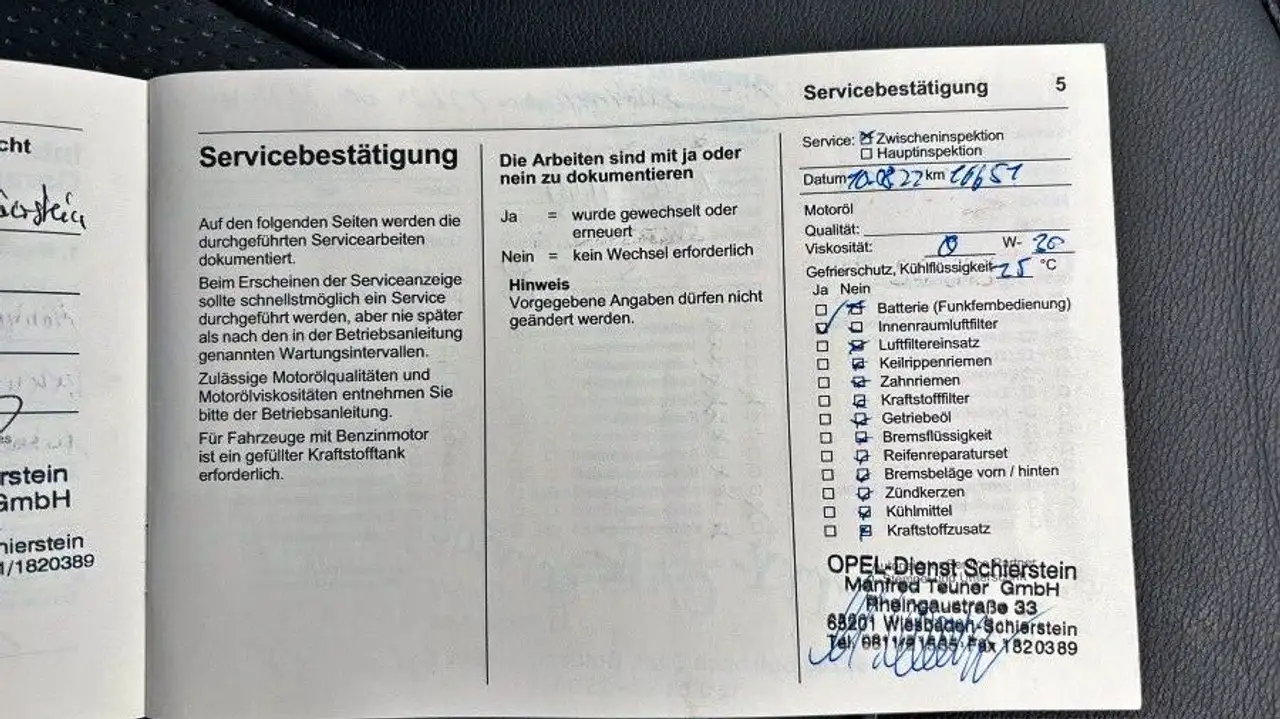 cht
rstein
GmbH
hierstein
1/1820389
Servicebestätigung 5
Servicebestätigung
Auf den folgenden Seiten werden die
durchgeführten Servicearbeiten
dokumentiert.
Beim Erscheinen der Serviceanzeige
sollte schnellstmöglich ein Service
durchgeführt werden, aber nie später
als nach den in der Betriebsanleitung
genannten Wartungsintervallen.
Zulässige Motorölqualitäten und
Motorölviskositäten entnehmen Sie
bitte der Betriebsanleitung.
Für Fahrzeuge mit Benzinmotor
ist ein gefüllter Kraftstofftank
erforderlich.
Die Arbeiten sind mit ja oder
nein zu dokumentieren
Ja = wurde gewechselt oder
erneuert
Nein = kein Wechsel erforderlich
Hinweis
Vorgegebene Angaben dürfen nicht
geändert werden.
Service: Zwischeninspektion
Hauptinspektion
Datum 10.08.22 km 16651
Motoröl
Qualität:
Viskosität: 0 W- 20
Gefrierschutz, Kühlflüssigkeit -25 °C
Ja Nein
Batterie (Funkfernbedienung)
Innenraumluftfilter
Luftfiltereinsatz
Keilrippenriemen
Zahnriemen
Kraftstofffilter
Getriebeöl
Bremsflüssigkeit
Reifenreparaturset
Bremsbeläge vorn / hinten
Zündkerzen
Kühlmittel
Kraftstoffzusatz
OPEL-Dienst Schierstein
Manfred Teuner GmbH
Rheingaustraße 33
65201 Wiesbaden-Schierstein
Tel. Fax 1820389